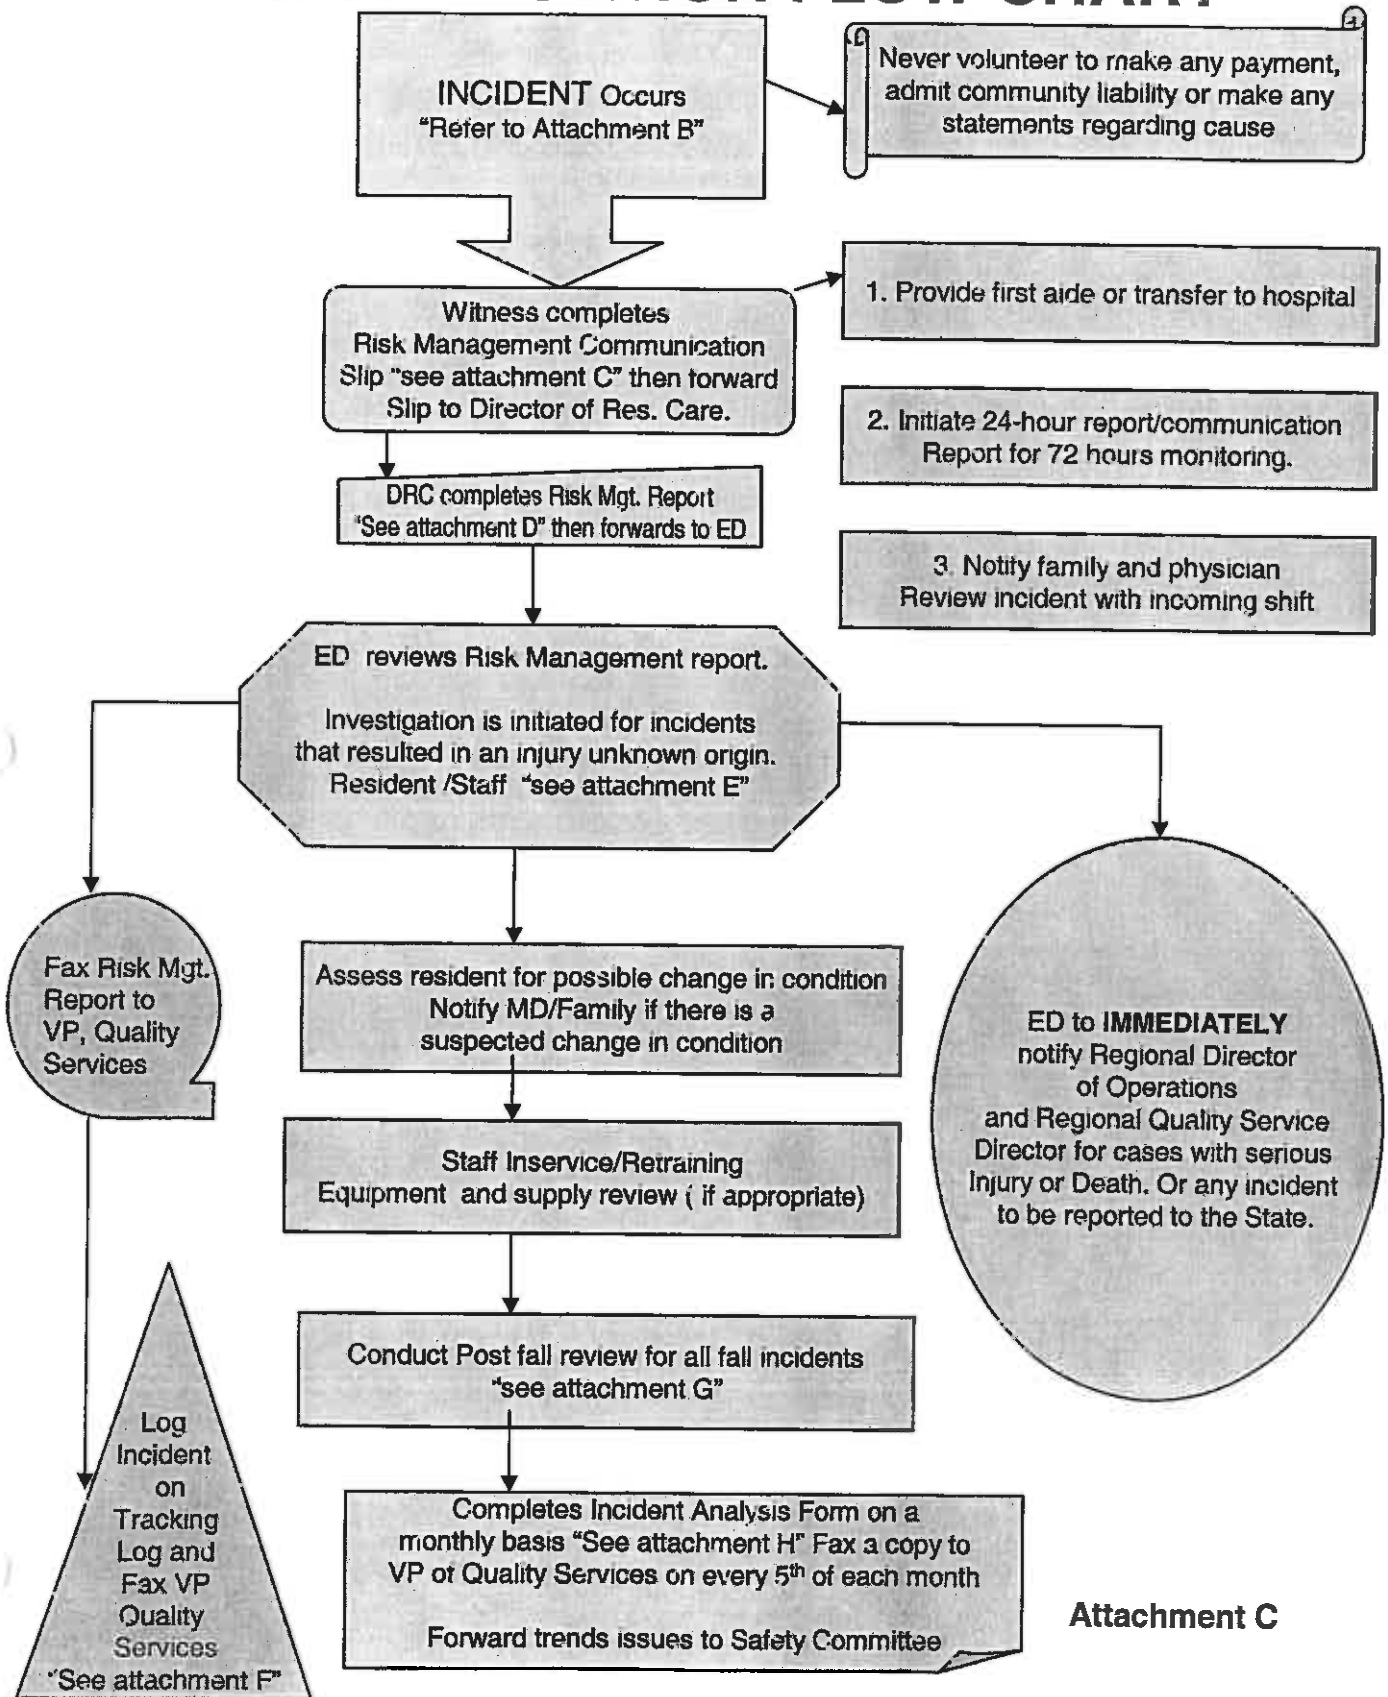 FLOW CHART
INCIDENT Occurs
"Refer to Attachment B"
Never volunteer to make any payment,
admit community liability or make any
statements regarding cause
Witness completes
Risk Management Communication
Slip "see attachment C" then forward
Slip to Director of Res. Care.
1. Provide first aide or transfer to hospital
2. Initiate 24-hour report/communication
Report for 72 hours monitoring.
3. Notify family and physician
Review incident with incoming shift
DRC completes Risk Mgt. Report
"See attachment D" then forwards to ED
ED reviews Risk Management report.
Investigation is initiated for incidents
that resulted in an injury unknown origin.
Resident /Staff "see attachment E"
Fax Risk Mgt.
Report to
VP, Quality
Services
Assess resident for possible change in condition
Notify MD/Family if there is a
suspected change in condition
ED to IMMEDIATELY
notify Regional Director
of Operations
and Regional Quality Service
Director for cases with serious
Injury or Death. Or any incident
to be reported to the State.
Staff Inservice/Retraining
Equipment and supply review ( if appropriate)
Conduct Post fall review for all fall incidents
"see attachment G"
Log
Incident
on
Tracking
Log and
Fax VP
Quality
Services
"See attachment F"
Completes Incident Analysis Form on a
monthly basis "See attachment H" Fax a copy to
VP of Quality Services on every 5th of each month
Forward trends issues to Safety Committee
Attachment C